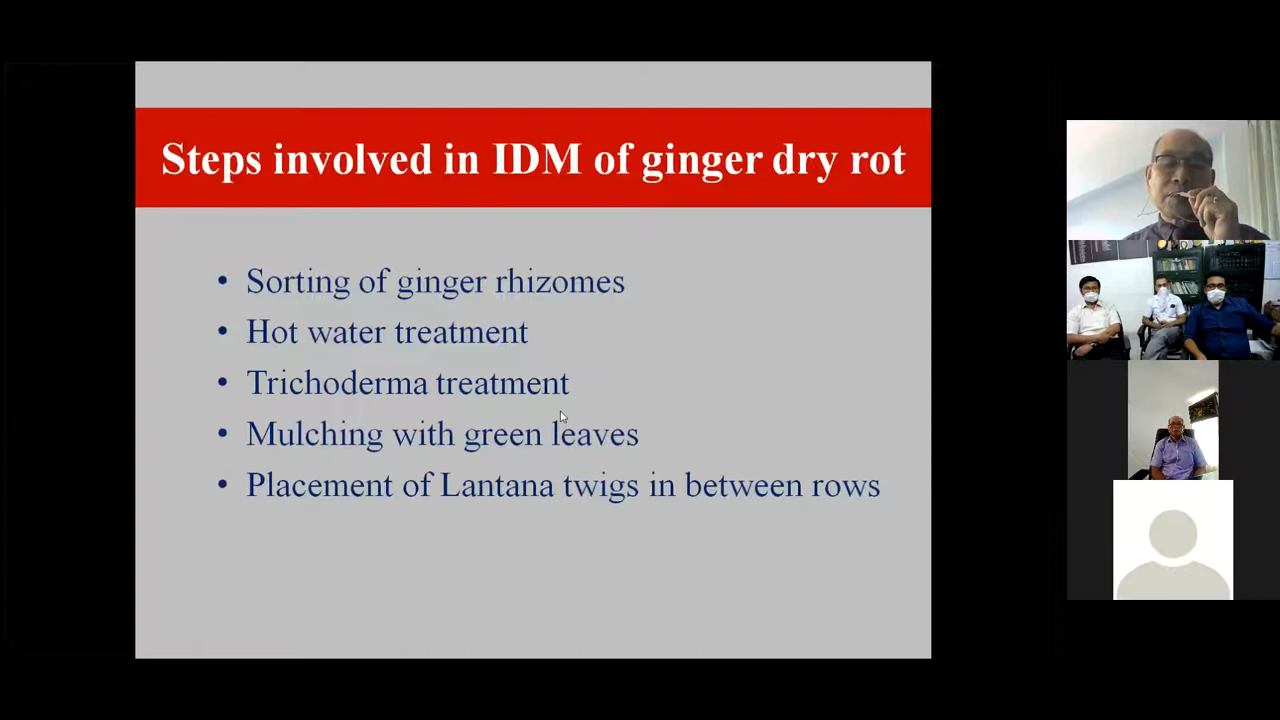 Steps involved in IDM of ginger dry rot
• Sorting of ginger rhizomes
• Hot water treatment
• Trichoderma treatment
• Mulching with green leaves
• Placement of Lantana twigs in between rows